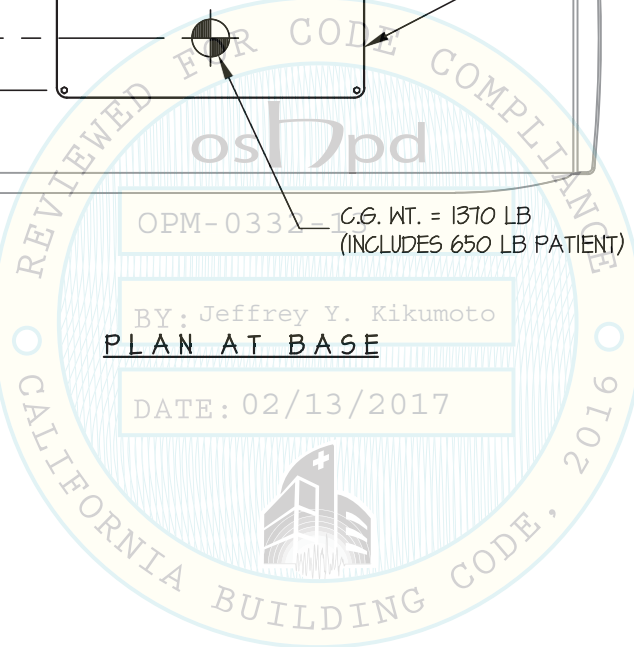 REVIEWED FOR CODE COMPLIANCE
oshpd
OPM-0332-13
C.G. WT. = 1370 LB
(INCLUDES 650 LB PATIENT)
BY: Jeffrey Y. Kikumoto
PLAN AT BASE
DATE: 02/13/2017
CALIFORNIA BUILDING CODE, 2016